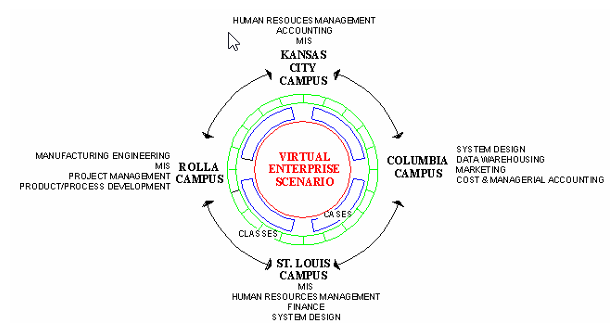 HUMAN RESOUCES MANAGEMENT
ACCOUNTING
MIS
KANSAS
CITY
CAMPUS
MANUFACTURING ENGINEERING
MIS
PROJECT MANAGEMENT
PRODUCT/PROCESS DEVELOPMENT
ROLLA
CAMPUS
VIRTUAL
ENTERPRISE
SCENARIO
COLUMBIA
CAMPUS
SYSTEM DESIGN
DATA WAREHOUSING
MARKETING
COST & MANAGERIAL ACCOUNTING
CASES
CLASSES
ST. LOUIS
CAMPUS
MIS
HUMAN RESOURCES MANAGEMENT
FINANCE
SYSTEM DESIGN